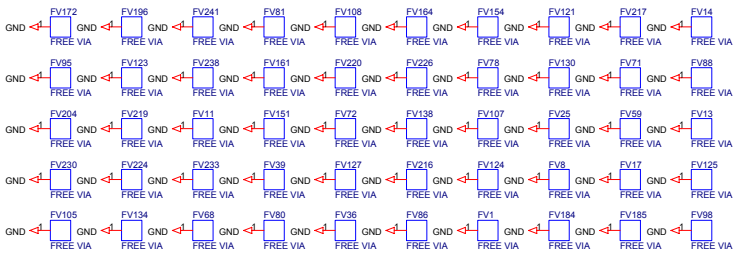 FV172 FV196 FV241 FV81 FV108 FV164 FV154 FV121 FV217 FV14
GND 1 GND 1 GND 1 GND 1 GND 1 GND 1 GND 1 GND 1 GND 1 GND 1
FREE VIA FREE VIA FREE VIA FREE VIA FREE VIA FREE VIA FREE VIA FREE VIA FREE VIA FREE VIA
FV95 FV123 FV238 FV161 FV220 FV226 FV78 FV130 FV71 FV88
GND 1 GND 1 GND 1 GND 1 GND 1 GND 1 GND 1 GND 1 GND 1 GND 1
FREE VIA FREE VIA FREE VIA FREE VIA FREE VIA FREE VIA FREE VIA FREE VIA FREE VIA FREE VIA
FV204 FV219 FV11 FV151 FV72 FV138 FV107 FV25 FV59 FV13
GND 1 GND 1 GND 1 GND 1 GND 1 GND 1 GND 1 GND 1 GND 1 GND 1
FREE VIA FREE VIA FREE VIA FREE VIA FREE VIA FREE VIA FREE VIA FREE VIA FREE VIA FREE VIA
FV230 FV224 FV233 FV39 FV127 FV216 FV124 FV8 FV17 FV125
GND 1 GND 1 GND 1 GND 1 GND 1 GND 1 GND 1 GND 1 GND 1 GND 1
FREE VIA FREE VIA FREE VIA FREE VIA FREE VIA FREE VIA FREE VIA FREE VIA FREE VIA FREE VIA
FV105 FV134 FV68 FV80 FV36 FV86 FV1 FV184 FV185 FV98
GND 1 GND 1 GND 1 GND 1 GND 1 GND 1 GND 1 GND 1 GND 1 GND 1
FREE VIA FREE VIA FREE VIA FREE VIA FREE VIA FREE VIA FREE VIA FREE VIA FREE VIA FREE VIA